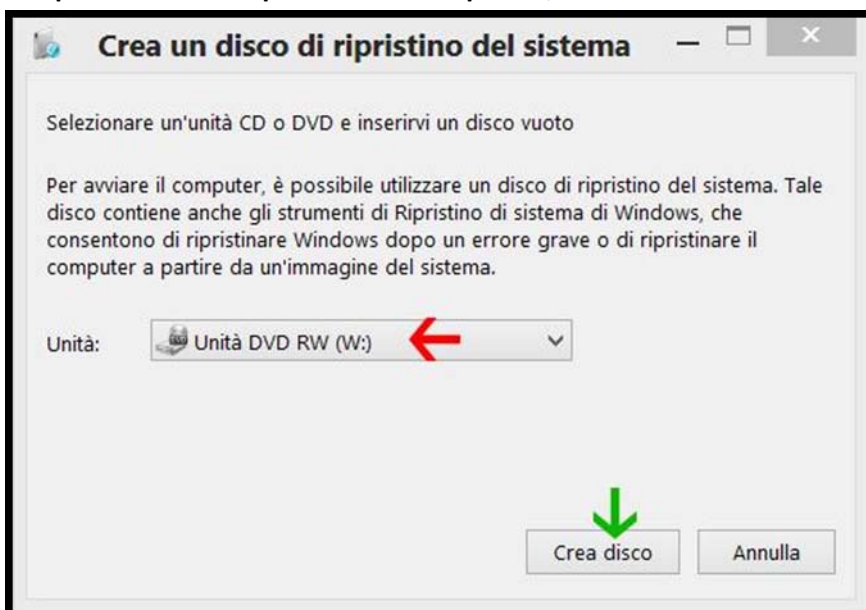 Crea un disco di ripristino del sistema
Selezionare un'unità CD o DVD e inserirvi un disco vuoto
Per avviare il computer, è possibile utilizzare un disco di ripristino del sistema. Tale
disco contiene anche gli strumenti di Ripristino di sistema di Windows, che
consentono di ripristinare Windows dopo un errore grave o di ripristinare il
computer a partire da un'immagine del sistema.
Unità: Unità DVD RW (W:)
Crea disco Annulla